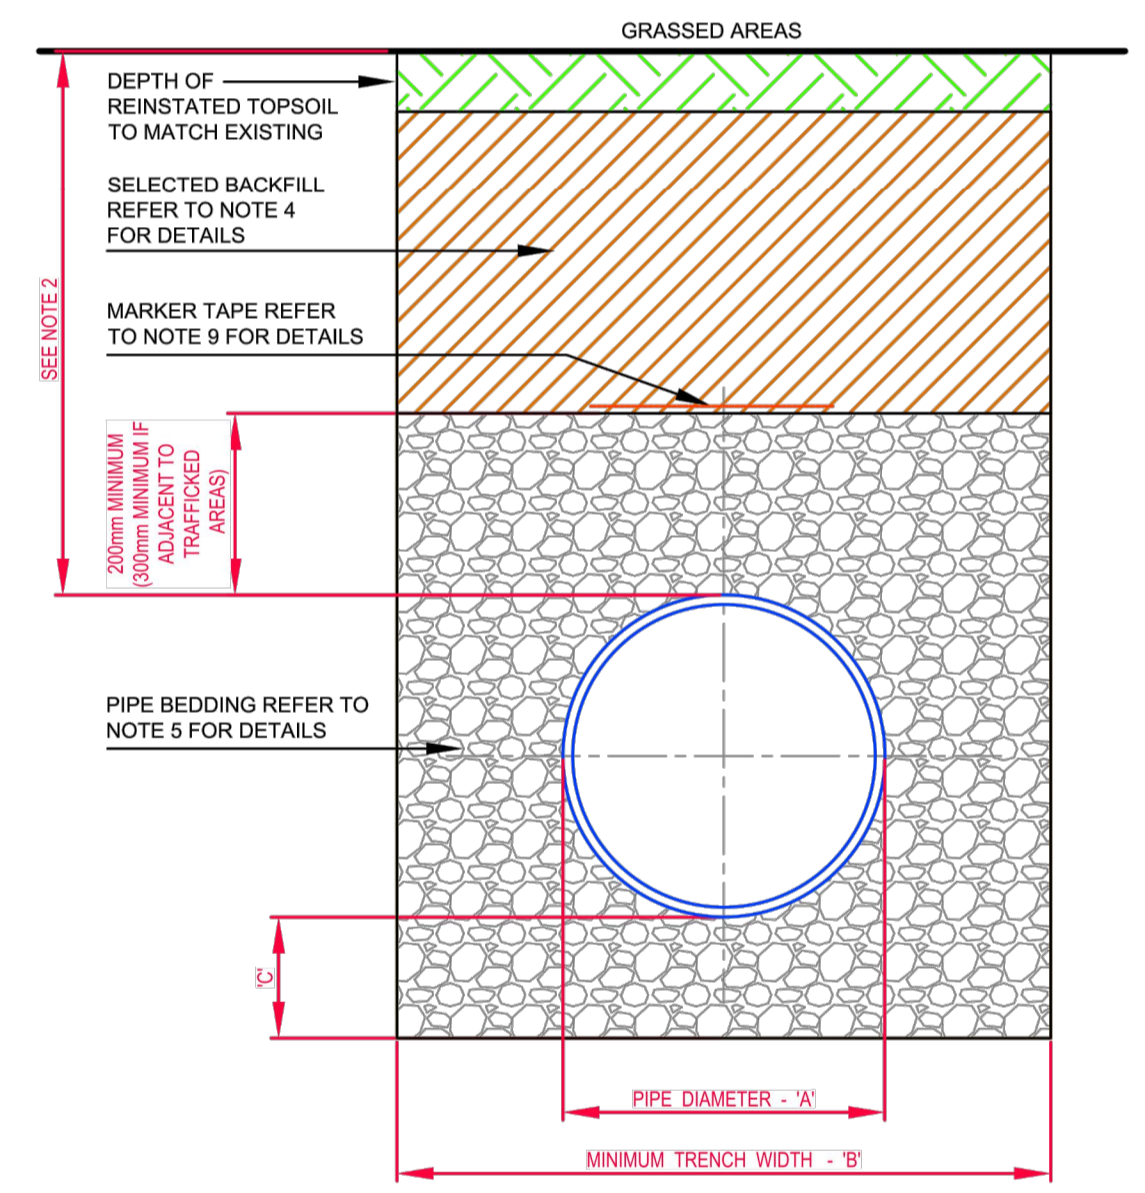 GRASSED AREAS
DEPTH OF
REINSTATED TOPSOIL
TO MATCH EXISTING
SELECTED BACKFILL
REFER TO NOTE 4
FOR DETAILS
SEE NOTE 2
MARKER TAPE REFER
TO NOTE 9 FOR DETAILS
200mm MINIMUM
(300mm MINIMUM IF
ADJACENT TO
TRAFFICKED
AREAS)
PIPE BEDDING REFER TO
NOTE 5 FOR DETAILS
'C'
PIPE DIAMETER - 'A'
MINIMUM TRENCH WIDTH - 'B'